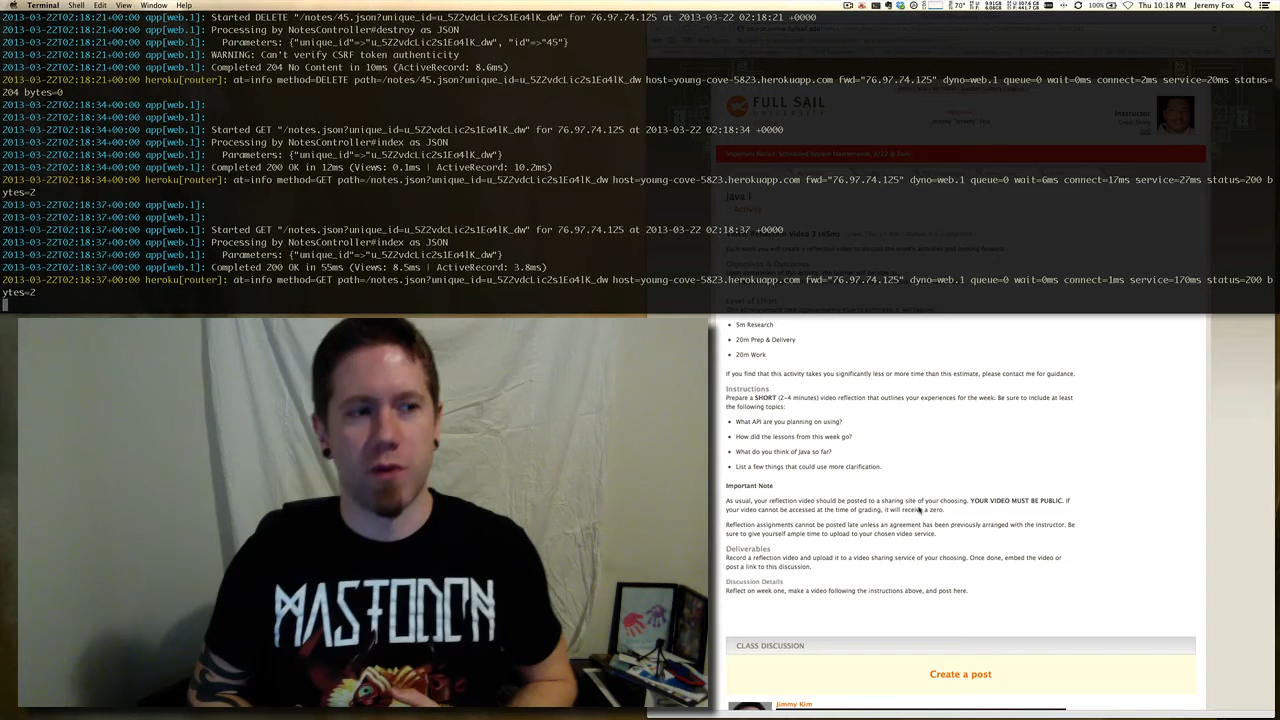 Terminal Shell Edit View Window Help
70° 100% Thu 10:18 PM Jeremy Fox
2013-03-22T02:18:21+00:00 app[web.1]: Started DELETE "/notes/45.json?unique_id=u_5Z2vdcLic2s1Ea4lK_dw" for 76.97.74.125 at 2013-03-22 02:18:21 +0000
2013-03-22T02:18:21+00:00 app[web.1]: Processing by NotesController#destroy as JSON
2013-03-22T02:18:21+00:00 app[web.1]:   Parameters: {"unique_id"=>"u_5Z2vdcLic2s1Ea4lK_dw", "id"=>"45"}
2013-03-22T02:18:21+00:00 app[web.1]: WARNING: Can't verify CSRF token authenticity
2013-03-22T02:18:21+00:00 app[web.1]: Completed 204 No Content in 10ms (ActiveRecord: 8.6ms)
2013-03-22T02:18:21+00:00 heroku[router]: at=info method=DELETE path=/notes/45.json?unique_id=u_5Z2vdcLic2s1Ea4lK_dw host=young-cove-5823.herokuapp.com fwd="76.97.74.125" dyno=web.1 queue=0 wait=0ms connect=2ms service=20ms status=
204 bytes=0
2013-03-22T02:18:34+00:00 app[web.1]:
2013-03-22T02:18:34+00:00 app[web.1]:
2013-03-22T02:18:34+00:00 app[web.1]: Started GET "/notes.json?unique_id=u_5Z2vdcLic2s1Ea4lK_dw" for 76.97.74.125 at 2013-03-22 02:18:34 +0000
2013-03-22T02:18:34+00:00 app[web.1]: Processing by NotesController#index as JSON
2013-03-22T02:18:34+00:00 app[web.1]:   Parameters: {"unique_id"=>"u_5Z2vdcLic2s1Ea4lK_dw"}
2013-03-22T02:18:34+00:00 app[web.1]: Completed 200 OK in 12ms (Views: 0.1ms | ActiveRecord: 10.2ms)
2013-03-22T02:18:34+00:00 heroku[router]: at=info method=GET path=/notes.json?unique_id=u_5Z2vdcLic2s1Ea4lK_dw host=young-cove-5823.herokuapp.com fwd="76.97.74.125" dyno=web.1 queue=0 wait=6ms connect=17ms service=27ms status=200 b
ytes=2
2013-03-22T02:18:37+00:00 app[web.1]:
2013-03-22T02:18:37+00:00 app[web.1]:
2013-03-22T02:18:37+00:00 app[web.1]: Started GET "/notes.json?unique_id=u_5Z2vdcLic2s1Ea4lK_dw" for 76.97.74.125 at 2013-03-22 02:18:37 +0000
2013-03-22T02:18:37+00:00 app[web.1]: Processing by NotesController#index as JSON
2013-03-22T02:18:37+00:00 app[web.1]:   Parameters: {"unique_id"=>"u_5Z2vdcLic2s1Ea4lK_dw"}
2013-03-22T02:18:37+00:00 app[web.1]: Completed 200 OK in 55ms (Views: 8.5ms | ActiveRecord: 3.8ms)
2013-03-22T02:18:37+00:00 heroku[router]: at=info method=GET path=/notes.json?unique_id=u_5Z2vdcLic2s1Ea4lK_dw host=young-cove-5823.herokuapp.com fwd="76.97.74.125" dyno=web.1 queue=0 wait=0ms connect=1ms service=170ms status=200 b
ytes=2
FULL SAIL
UNIVERSITY
Instructor
Java I
Activity
Level of Effort
5m Research
20m Prep & Delivery
20m Work
If you find that this activity takes you significantly less or more time than this estimate, please contact me for guidance.
Instructions
Prepare a SHORT (2-4 minutes) video reflection that outlines your experiences for the week. Be sure to include at least
the following topics:
What API are you planning on using?
How did the lessons from this week go?
What do you think of Java so far?
List a few things that could use more clarification.
Important Note
As usual, your reflection video should be posted to a sharing site of your choosing. YOUR VIDEO MUST BE PUBLIC. If
your video cannot be accessed at the time of grading, it will receive a zero.
Reflection assignments cannot be posted late unless an agreement has been previously arranged with the instructor. Be
sure to give yourself ample time to upload to your chosen video service.
Deliverables
Record a reflection video and upload it to a video sharing service of your choosing. Once done, embed the video or
post a link to this discussion.
Discussion Details
Reflect on week one, make a video following the instructions above, and post here.
CLASS DISCUSSION
Create a post
Jimmy Kim
MASTODON